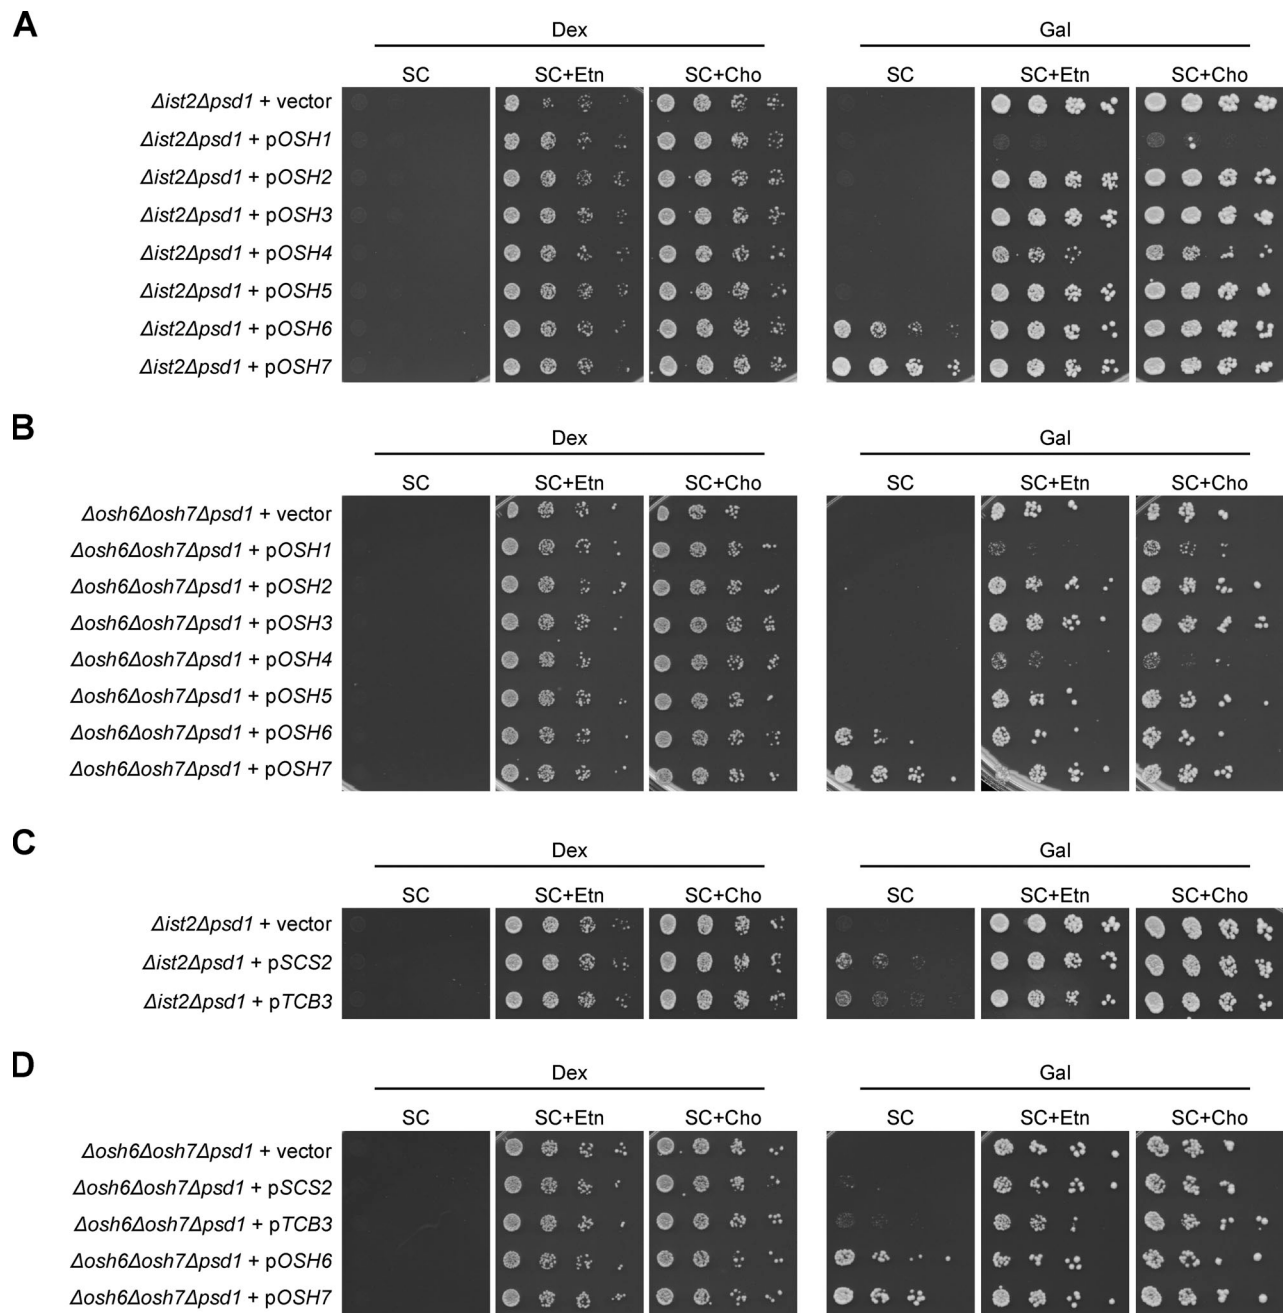 A
Dex Gal
SC SC+Etn SC+Cho SC SC+Etn SC+Cho
Δist2Δpsd1 + vector
Δist2Δpsd1 + pOSH1
Δist2Δpsd1 + pOSH2
Δist2Δpsd1 + pOSH3
Δist2Δpsd1 + pOSH4
Δist2Δpsd1 + pOSH5
Δist2Δpsd1 + pOSH6
Δist2Δpsd1 + pOSH7
B
Dex Gal
SC SC+Etn SC+Cho SC SC+Etn SC+Cho
Δosh6Δosh7Δpsd1 + vector
Δosh6Δosh7Δpsd1 + pOSH1
Δosh6Δosh7Δpsd1 + pOSH2
Δosh6Δosh7Δpsd1 + pOSH3
Δosh6Δosh7Δpsd1 + pOSH4
Δosh6Δosh7Δpsd1 + pOSH5
Δosh6Δosh7Δpsd1 + pOSH6
Δosh6Δosh7Δpsd1 + pOSH7
C
Dex Gal
SC SC+Etn SC+Cho SC SC+Etn SC+Cho
Δist2Δpsd1 + vector
Δist2Δpsd1 + pSCS2
Δist2Δpsd1 + pTCB3
D
Dex Gal
SC SC+Etn SC+Cho SC SC+Etn SC+Cho
Δosh6Δosh7Δpsd1 + vector
Δosh6Δosh7Δpsd1 + pSCS2
Δosh6Δosh7Δpsd1 + pTCB3
Δosh6Δosh7Δpsd1 + pOSH6
Δosh6Δosh7Δpsd1 + pOSH7